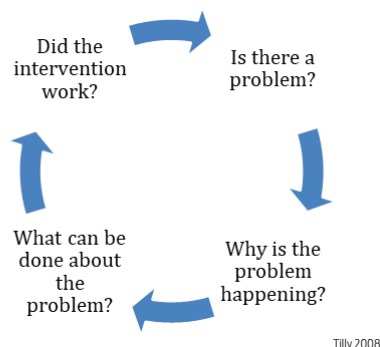 Did the
intervention
work?
Is there a
problem?
Why is the
problem
happening?
What can be
done about
the
problem?
Tilly 2008